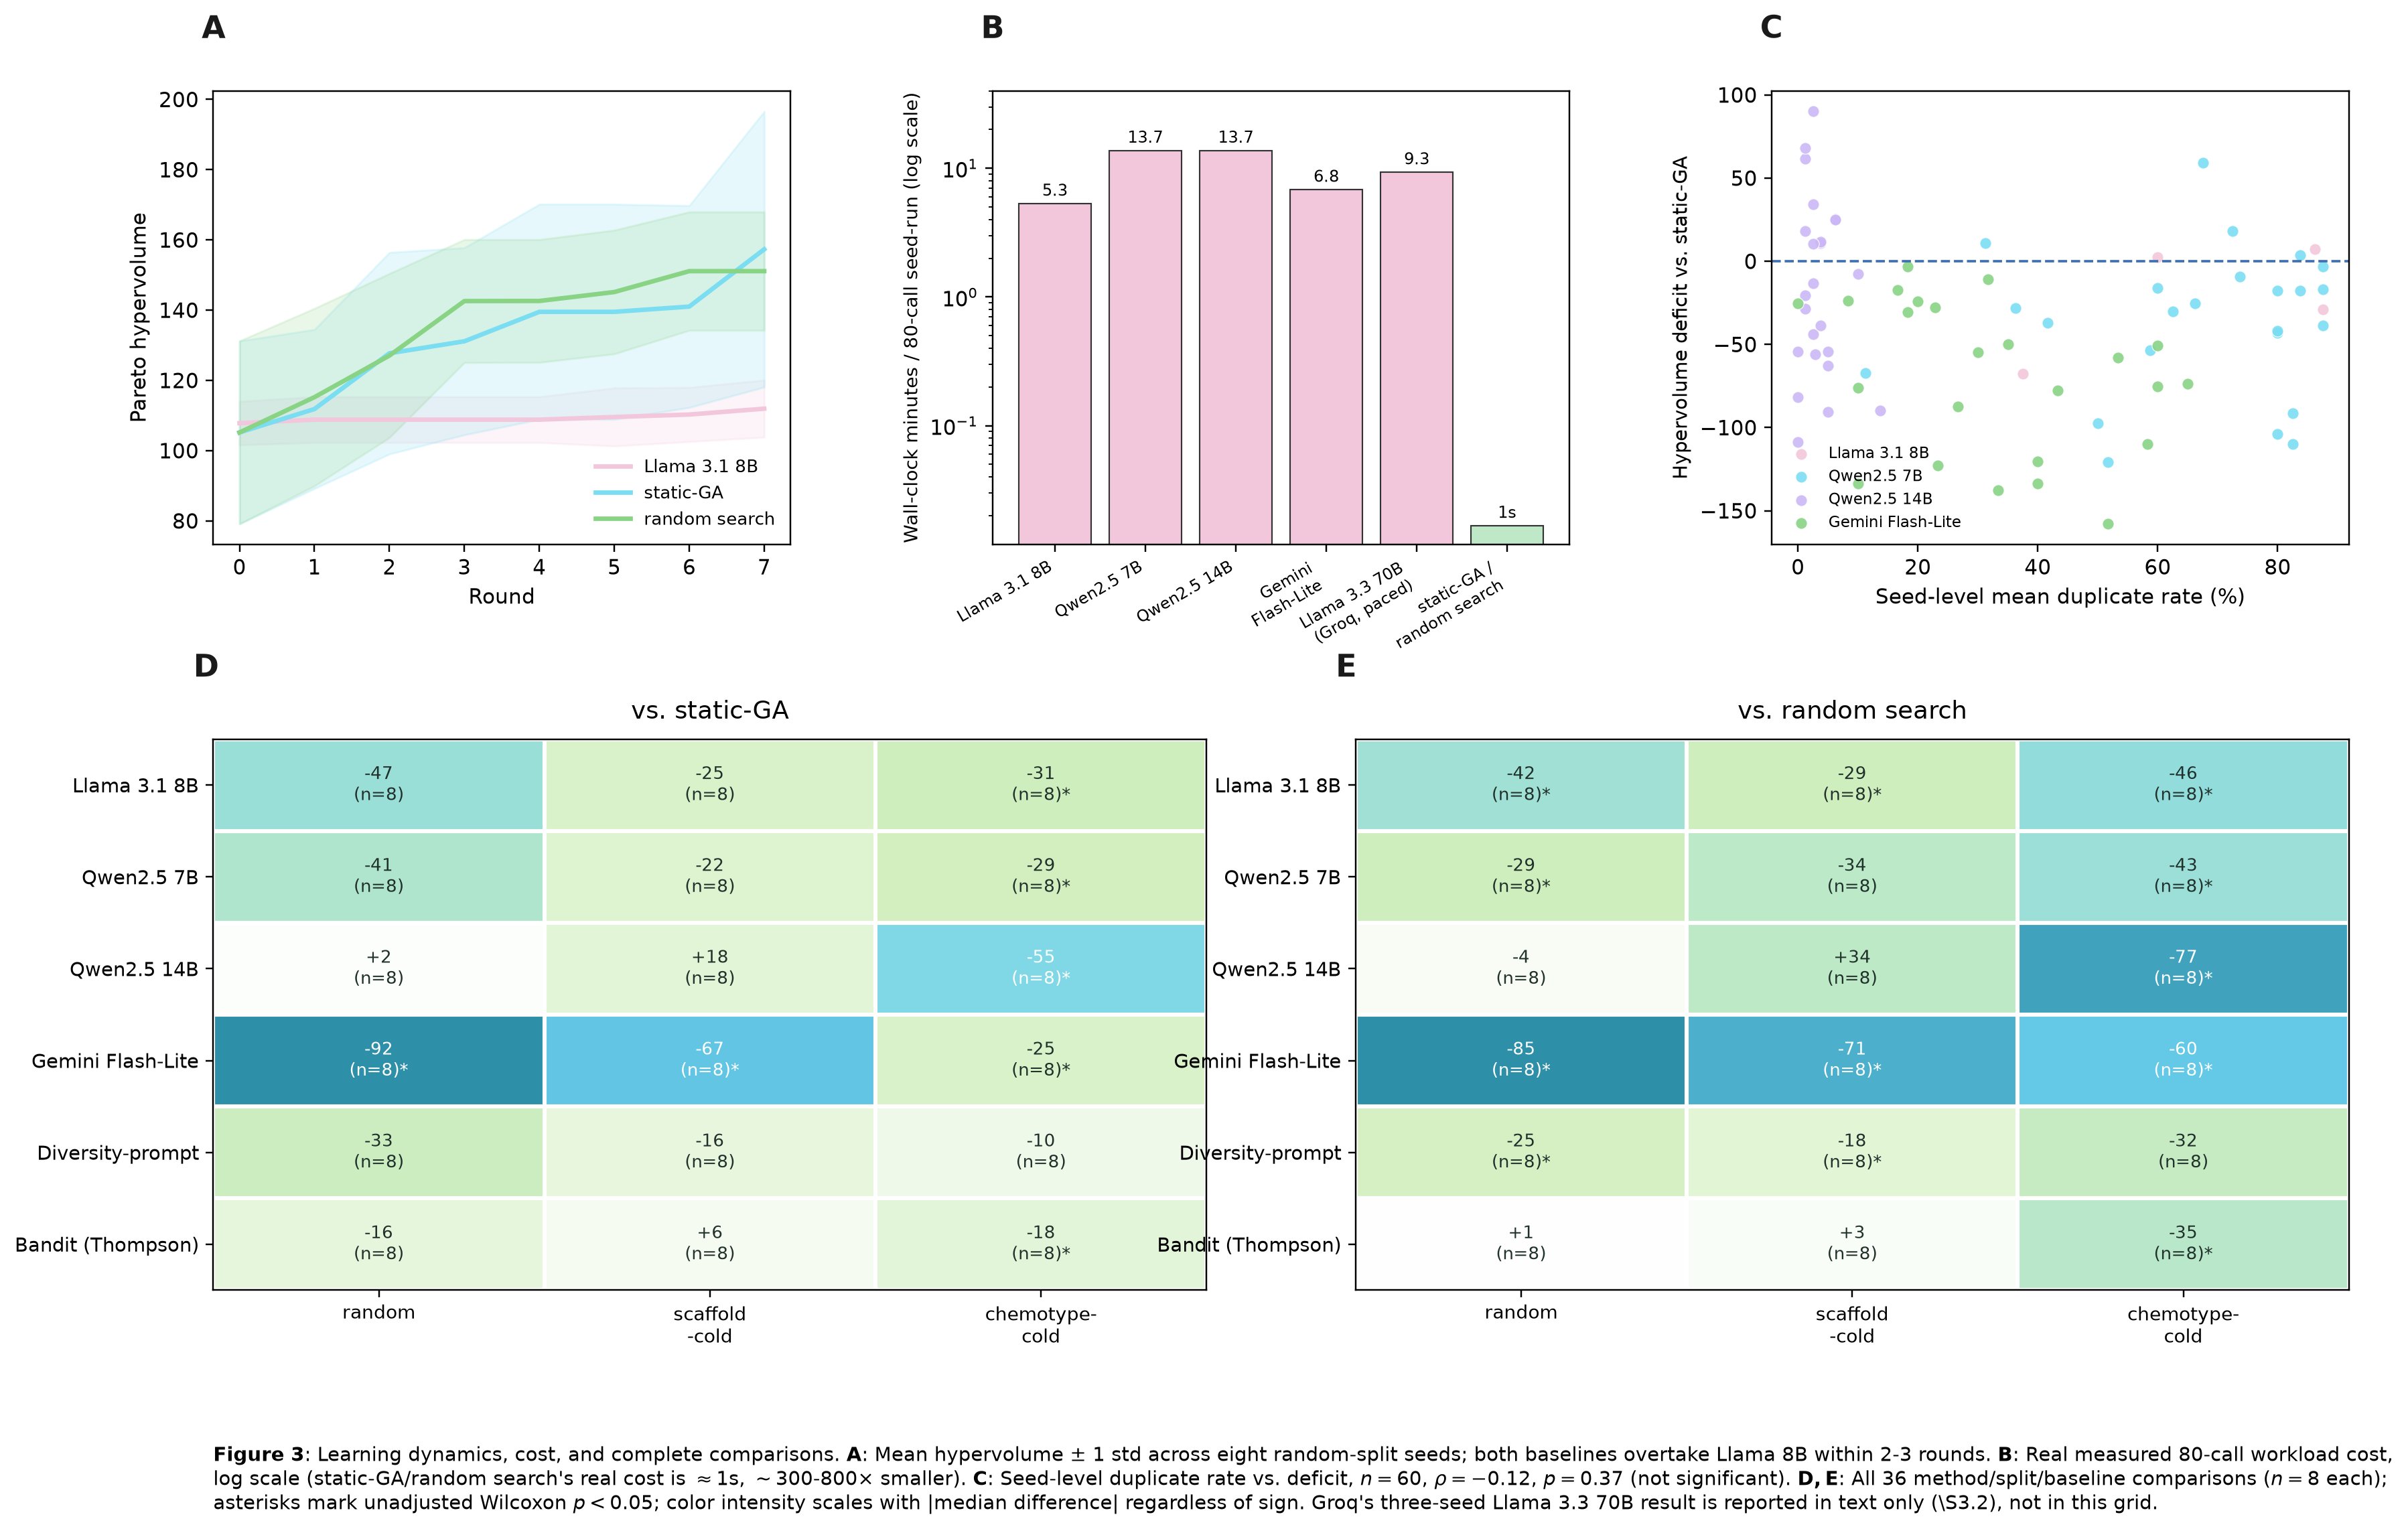 A
200
180
160
140
120
100
80
Pareto hypervolume
0 1 2 3 4 5 6 7
Round
Llama 3.1 8B
static-GA
random search
B
Wall-clock minutes / 80-call seed-run (log scale)
10¹
10⁰
10⁻¹
5.3
13.7
13.7
6.8
9.3
1s
Llama 3.1 8B
Qwen2.5 7B
Qwen2.5 14B
Gemini
Flash-Lite
Llama 3.3 70B
(Groq, paced)
static-GA /
random search
C
Hypervolume deficit vs. static-GA
100
50
0
−50
−100
−150
Llama 3.1 8B
Qwen2.5 7B
Qwen2.5 14B
Gemini Flash-Lite
0 20 40 60 80
Seed-level mean duplicate rate (%)
D
vs. static-GA
Llama 3.1 8B
-47
(n=8)
-25
(n=8)
-31
(n=8)*
Qwen2.5 7B
-41
(n=8)
-22
(n=8)
-29
(n=8)*
Qwen2.5 14B
+2
(n=8)
+18
(n=8)
-55
(n=8)*
Gemini Flash-Lite
-92
(n=8)*
-67
(n=8)*
-25
(n=8)*
Diversity-prompt
-33
(n=8)
-16
(n=8)
-10
(n=8)
Bandit (Thompson)
-16
(n=8)
+6
(n=8)
-18
(n=8)*
random
scaffold
-cold
chemotype-
cold
E
vs. random search
Llama 3.1 8B
-42
(n=8)*
-29
(n=8)*
-46
(n=8)*
Qwen2.5 7B
-29
(n=8)*
-34
(n=8)
-43
(n=8)*
Qwen2.5 14B
-4
(n=8)
+34
(n=8)
-77
(n=8)*
Gemini Flash-Lite
-85
(n=8)*
-71
(n=8)*
-60
(n=8)*
Diversity-prompt
-25
(n=8)*
-18
(n=8)*
-32
(n=8)
Bandit (Thompson)
+1
(n=8)
+3
(n=8)
-35
(n=8)*
random
scaffold
-cold
chemotype-
cold
Figure 3: Learning dynamics, cost, and complete comparisons. A: Mean hypervolume ± 1 std across eight random-split seeds; both baselines overtake Llama 8B within 2-3 rounds. B: Real measured 80-call workload cost,
log scale (static-GA/random search's real cost is ≈1s, ~300-800× smaller). C: Seed-level duplicate rate vs. deficit, n = 60, ρ = −0.12, p = 0.37 (not significant). D, E: All 36 method/split/baseline comparisons (n = 8 each);
asterisks mark unadjusted Wilcoxon p < 0.05; color intensity scales with |median difference| regardless of sign. Groq's three-seed Llama 3.3 70B result is reported in text only (\S3.2), not in this grid.